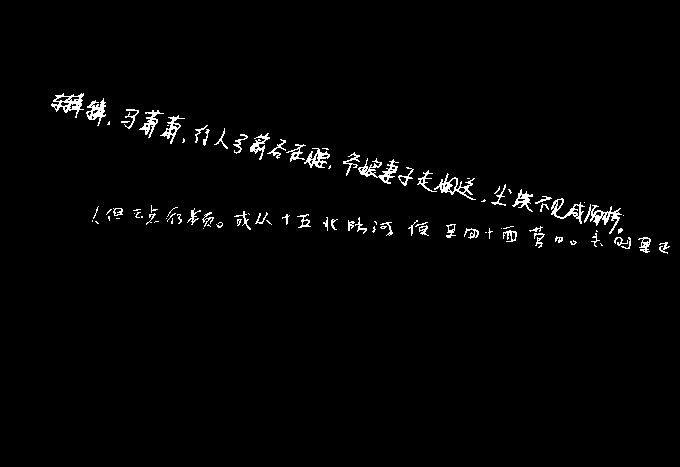 车辚辚，马萧萧，行人弓箭各在腰，爷娘妻子走相送，尘埃不见咸阳桥。
人但云点行频。或从十五北防河 便至四十西营田。去时里正